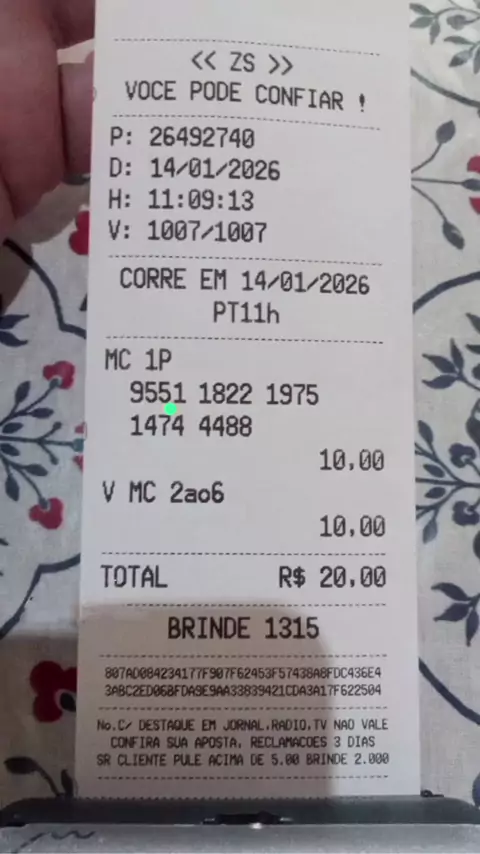 << ZS >>
VOCE PODE CONFIAR !
P: 26492740
D: 14/01/2026
H: 11:09:13
V: 1007/1007
CORRE EM 14/01/2026
PT11h
MC 1P
9551 1822 1975
1474 4488
10,00
V MC 2ao6
10,00
TOTAL R$ 20,00
BRINDE 1315
807AD084234177F907F62453F57438A8FDC436E4
3A8C2ED06BFDA9E9AA33839421CDA3A17F622504
No.C/ DESTAQUE EM JORNAL,RADIO,TV NAO VALE
CONFIRA SUA APOSTA, RECLAMACOES 3 DIAS
SR CLIENTE PULE ACIMA DE 5.00 BRINDE 2.000